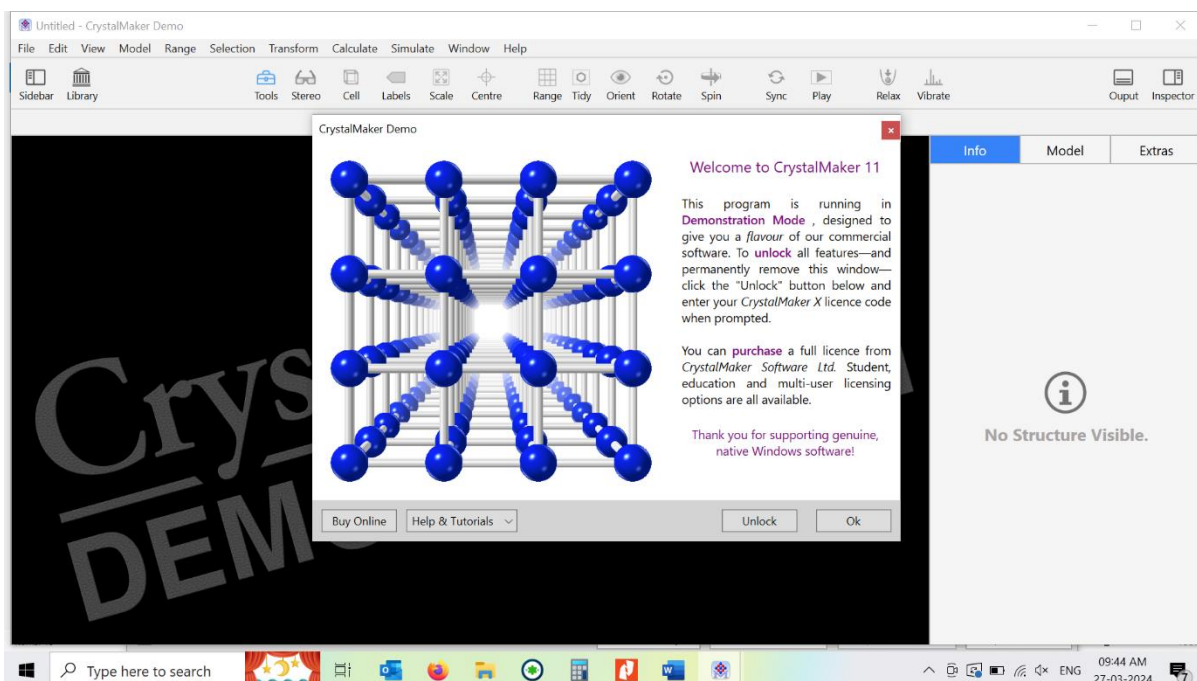 Untitled - CrystalMaker Demo
File Edit View Model Range Selection Transform Calculate Simulate Window Help
Sidebar Library Tools Stereo Cell Labels Scale Centre Range Tidy Orient Rotate Spin Sync Play Relax Vibrate Ouput Inspector
CrystalMaker Demo
Welcome to CrystalMaker 11
This program is running in
Demonstration Mode , designed to
give you a flavour of our commercial
software. To unlock all features—and
permanently remove this window—
click the "Unlock" button below and
enter your CrystalMaker X licence code
when prompted.
You can purchase a full licence from
CrystalMaker Software Ltd. Student,
education and multi-user licensing
options are all available.
Thank you for supporting genuine,
native Windows software!
Buy Online Help & Tutorials Unlock Ok
Info Model Extras
No Structure Visible.
Crys
DEM
Type here to search
ENG
09:44 AM
27-03-2024
7